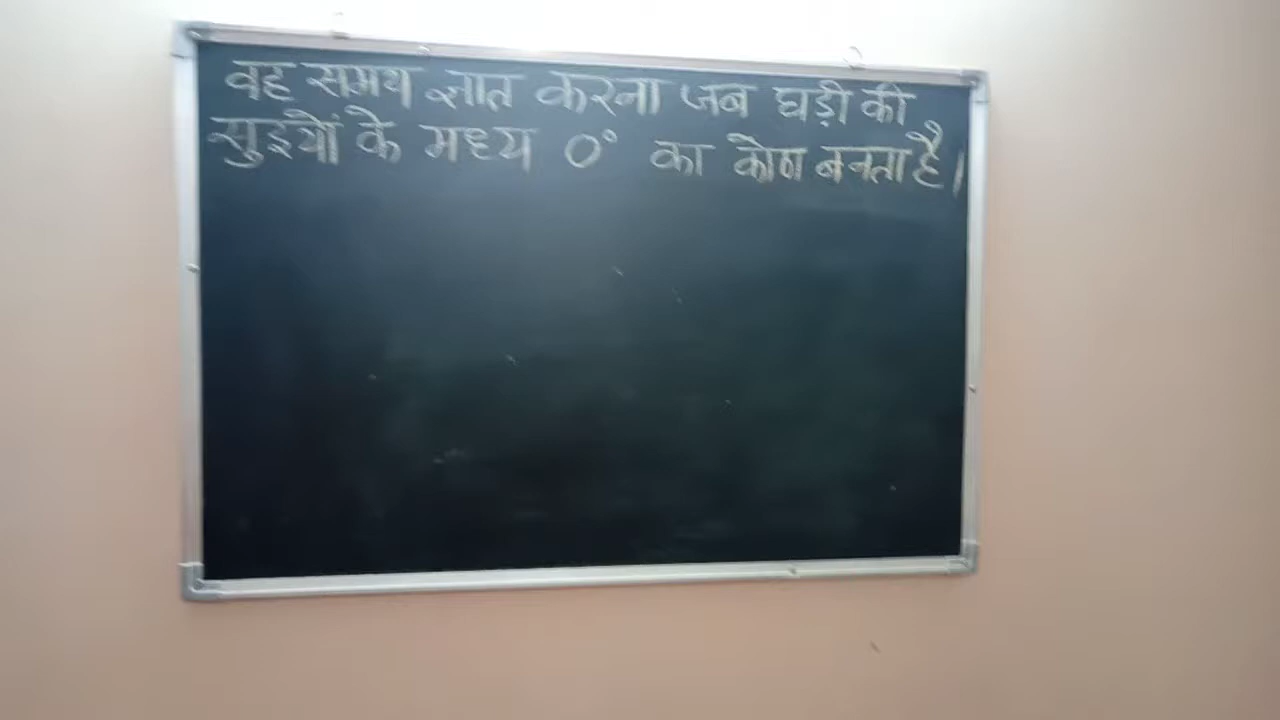 वह समय ज्ञात करना जब घड़ी की
सुइयों के मध्य 0° का कोण बनता है।